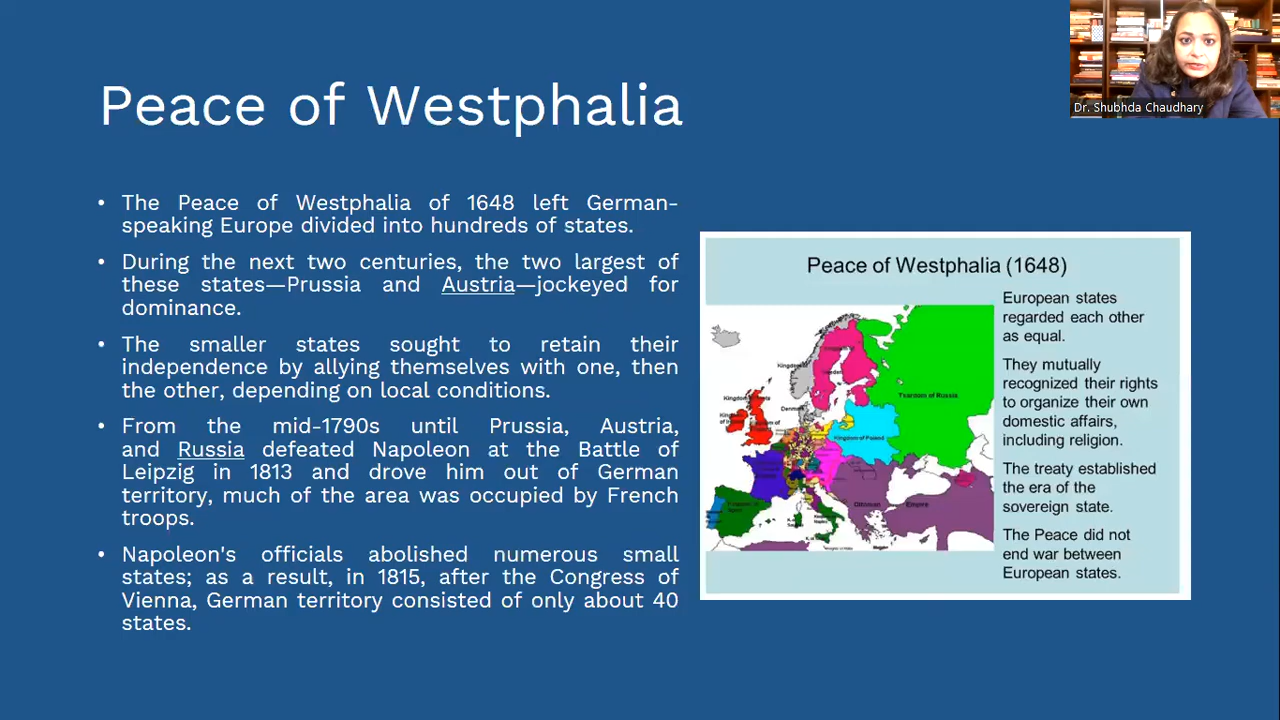 Peace of Westphalia
Dr. Shubhda Chaudhary
• The Peace of Westphalia of 1648 left German-
speaking Europe divided into hundreds of states.
• During the next two centuries, the two largest of
these states—Prussia and Austria—jockeyed for
dominance.
• The smaller states sought to retain their
independence by allying themselves with one, then
the other, depending on local conditions.
• From the mid-1790s until Prussia, Austria,
and Russia defeated Napoleon at the Battle of
Leipzig in 1813 and drove him out of German
territory, much of the area was occupied by French
troops.
• Napoleon's officials abolished numerous small
states; as a result, in 1815, after the Congress of
Vienna, German territory consisted of only about 40
states.
Peace of Westphalia (1648)
European states
regarded each other
as equal.
They mutually
recognized their rights
to organize their own
domestic affairs,
including religion.
The treaty established
the era of the
sovereign state.
The Peace did not
end war between
European states.
Tsardom of Russia
Sweden
Denmark
Kingdom of Poland
Ottoman
Empire